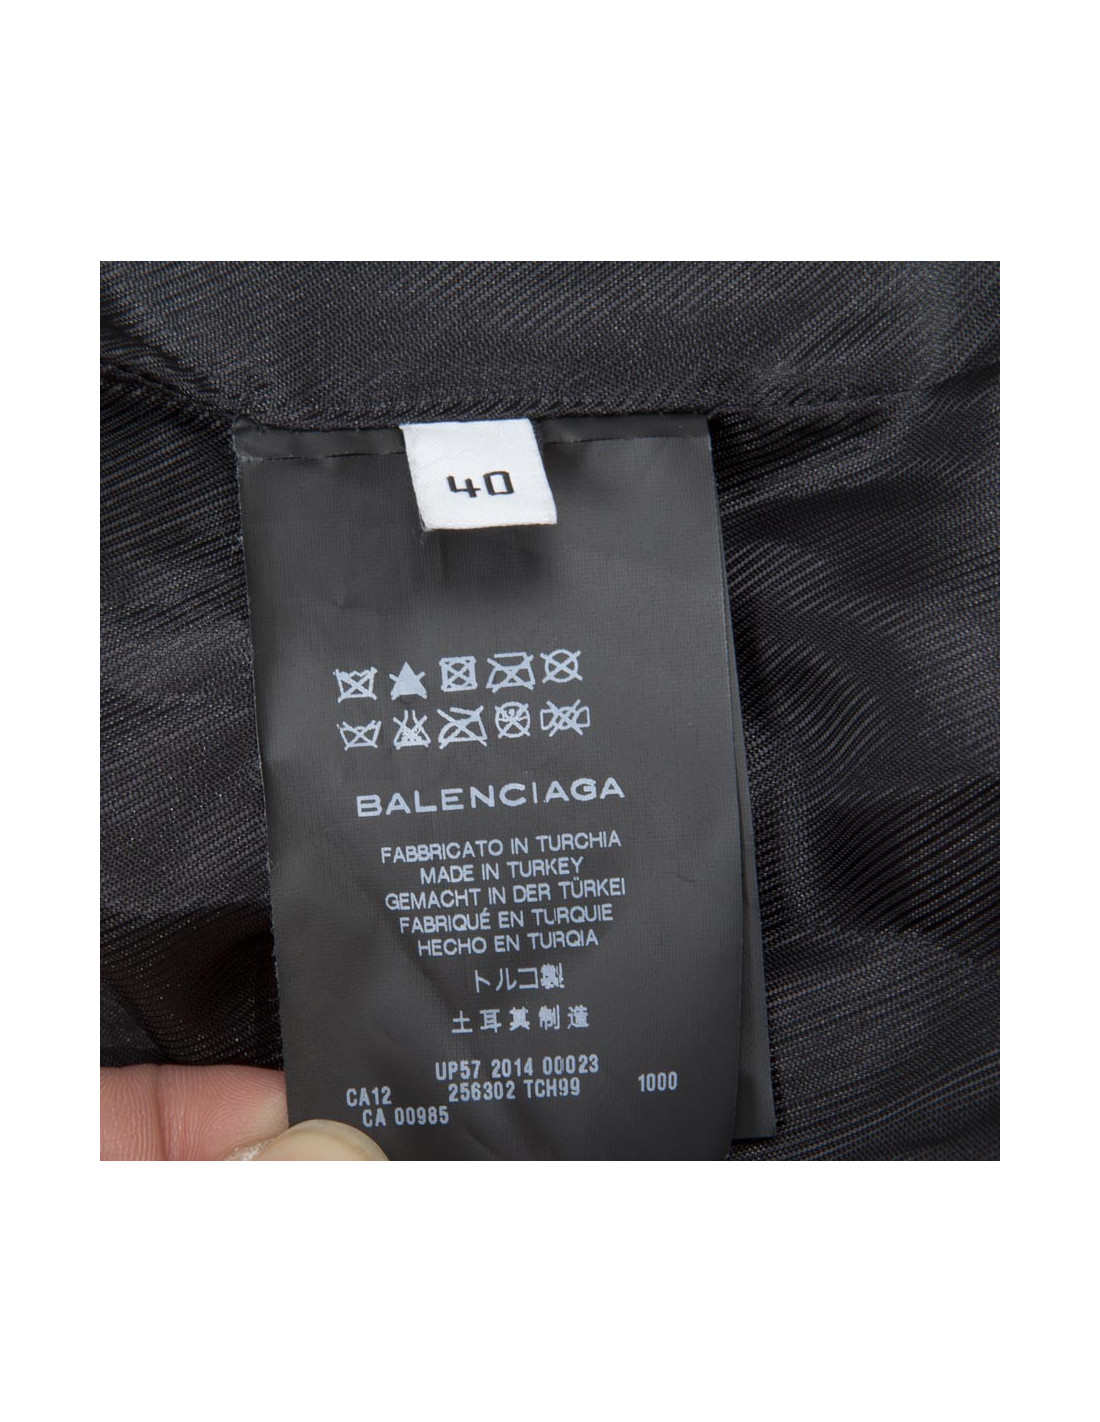 40
BALENCIAGA
FABBRICATO IN TURCHIA
MADE IN TURKEY
GEMACHT IN DER TÜRKEI
FABRIQUÉ EN TURQUIE
HECHO EN TURQIA
トルコ製
土耳其制造
UP57 2014 00023
CA12 256302 TCH99 1000
CA 00985